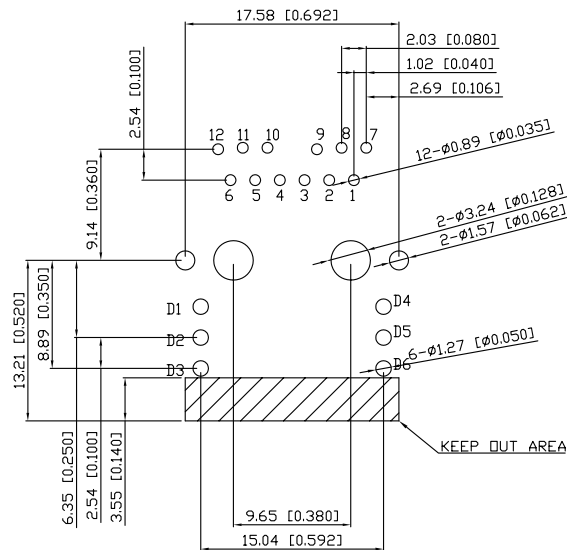 17.58 [0.692]
2.03 [0.080]
1.02 [0.040]
2.69 [0.106]
2.54 [0.100]
12 11 10 9 8 7
12-ø0.89 [ø0.035]
6 5 4 3 2 1
9.14 [0.360]
2-ø3.24 [ø0.128]
2-ø1.57 [ø0.062]
D1 D4
D2 D5
D3 D6
6-ø1.27 [ø0.050]
13.21 [0.520]
8.89 [0.350]
6.35 [0.250]
2.54 [0.100]
3.55 [0.140]
KEEP OUT AREA
9.65 [0.380]
15.04 [0.592]